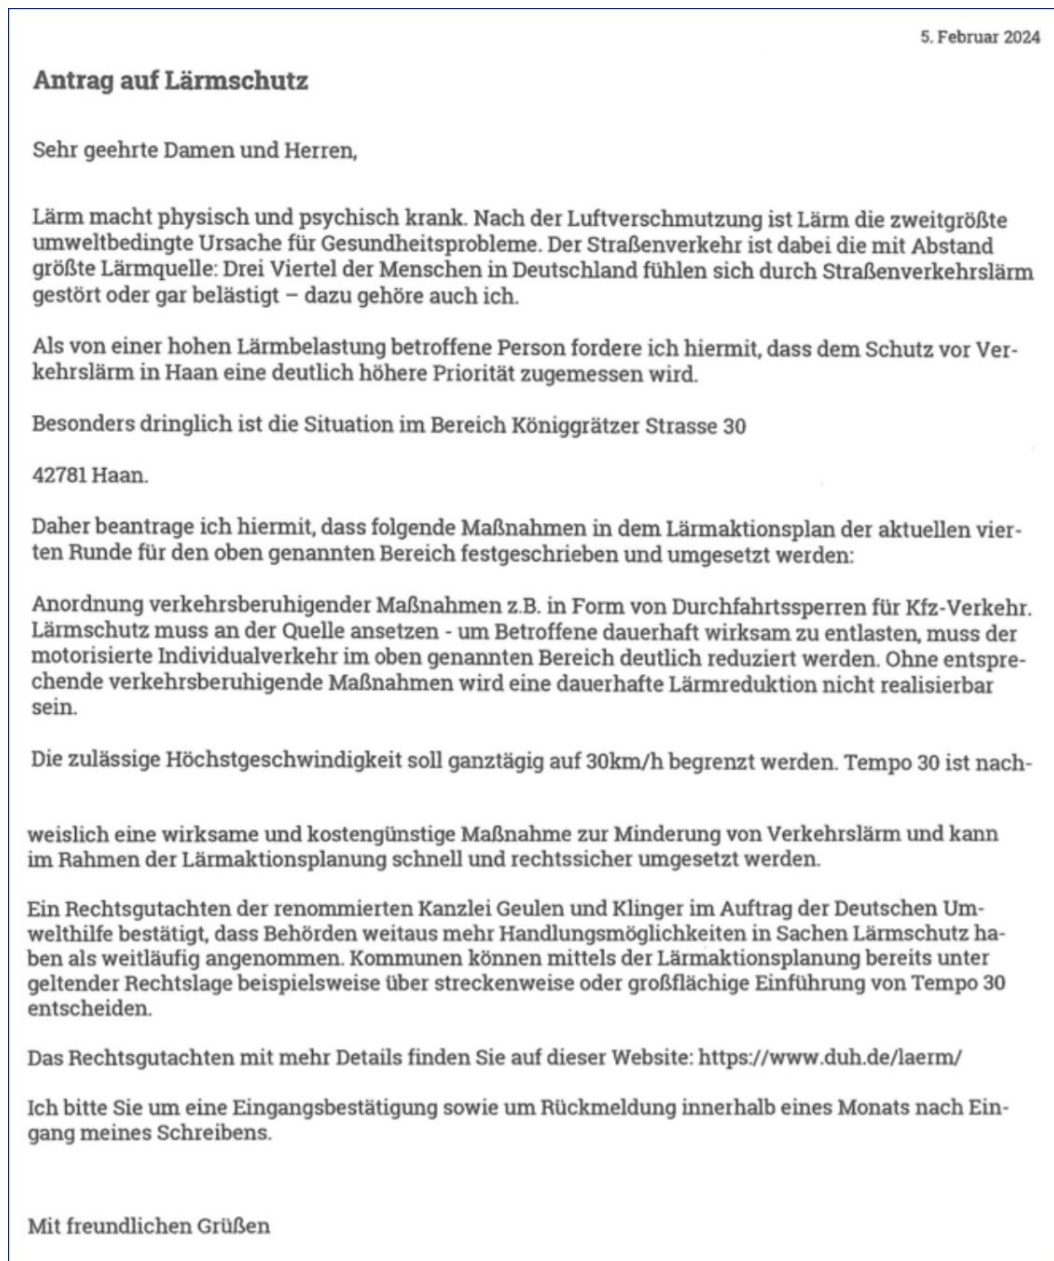 5. Februar 2024
Antrag auf Lärmschutz
Sehr geehrte Damen und Herren,
Lärm macht physisch und psychisch krank. Nach der Luftverschmutzung ist Lärm die zweitgrößte
umweltbedingte Ursache für Gesundheitsprobleme. Der Straßenverkehr ist dabei die mit Abstand
größte Lärmquelle: Drei Viertel der Menschen in Deutschland fühlen sich durch Straßenverkehrslärm
gestört oder gar belästigt – dazu gehöre auch ich.
Als von einer hohen Lärmbelastung betroffene Person fordere ich hiermit, dass dem Schutz vor Ver-
kehrslärm in Haan eine deutlich höhere Priorität zugemessen wird.
Besonders dringlich ist die Situation im Bereich Königgrätzer Strasse 30
42781 Haan.
Daher beantrage ich hiermit, dass folgende Maßnahmen in dem Lärmaktionsplan der aktuellen vier-
ten Runde für den oben genannten Bereich festgeschrieben und umgesetzt werden:
Anordnung verkehrsberuhigender Maßnahmen z.B. in Form von Durchfahrtssperren für Kfz-Verkehr.
Lärmschutz muss an der Quelle ansetzen - um Betroffene dauerhaft wirksam zu entlasten, muss der
motorisierte Individualverkehr im oben genannten Bereich deutlich reduziert werden. Ohne entspre-
chende verkehrsberuhigende Maßnahmen wird eine dauerhafte Lärmreduktion nicht realisierbar
sein.
Die zulässige Höchstgeschwindigkeit soll ganztägig auf 30km/h begrenzt werden. Tempo 30 ist nach-
weislich eine wirksame und kostengünstige Maßnahme zur Minderung von Verkehrslärm und kann
im Rahmen der Lärmaktionsplanung schnell und rechtssicher umgesetzt werden.
Ein Rechtsgutachten der renommierten Kanzlei Geulen und Klinger im Auftrag der Deutschen Um-
welthilfe bestätigt, dass Behörden weitaus mehr Handlungsmöglichkeiten in Sachen Lärmschutz ha-
ben als weitläufig angenommen. Kommunen können mittels der Lärmaktionsplanung bereits unter
geltender Rechtslage beispielsweise über streckenweise oder großflächige Einführung von Tempo 30
entscheiden.
Das Rechtsgutachten mit mehr Details finden Sie auf dieser Website: https://www.duh.de/laerm/
Ich bitte Sie um eine Eingangsbestätigung sowie um Rückmeldung innerhalb eines Monats nach Ein-
gang meines Schreibens.
Mit freundlichen Grüßen